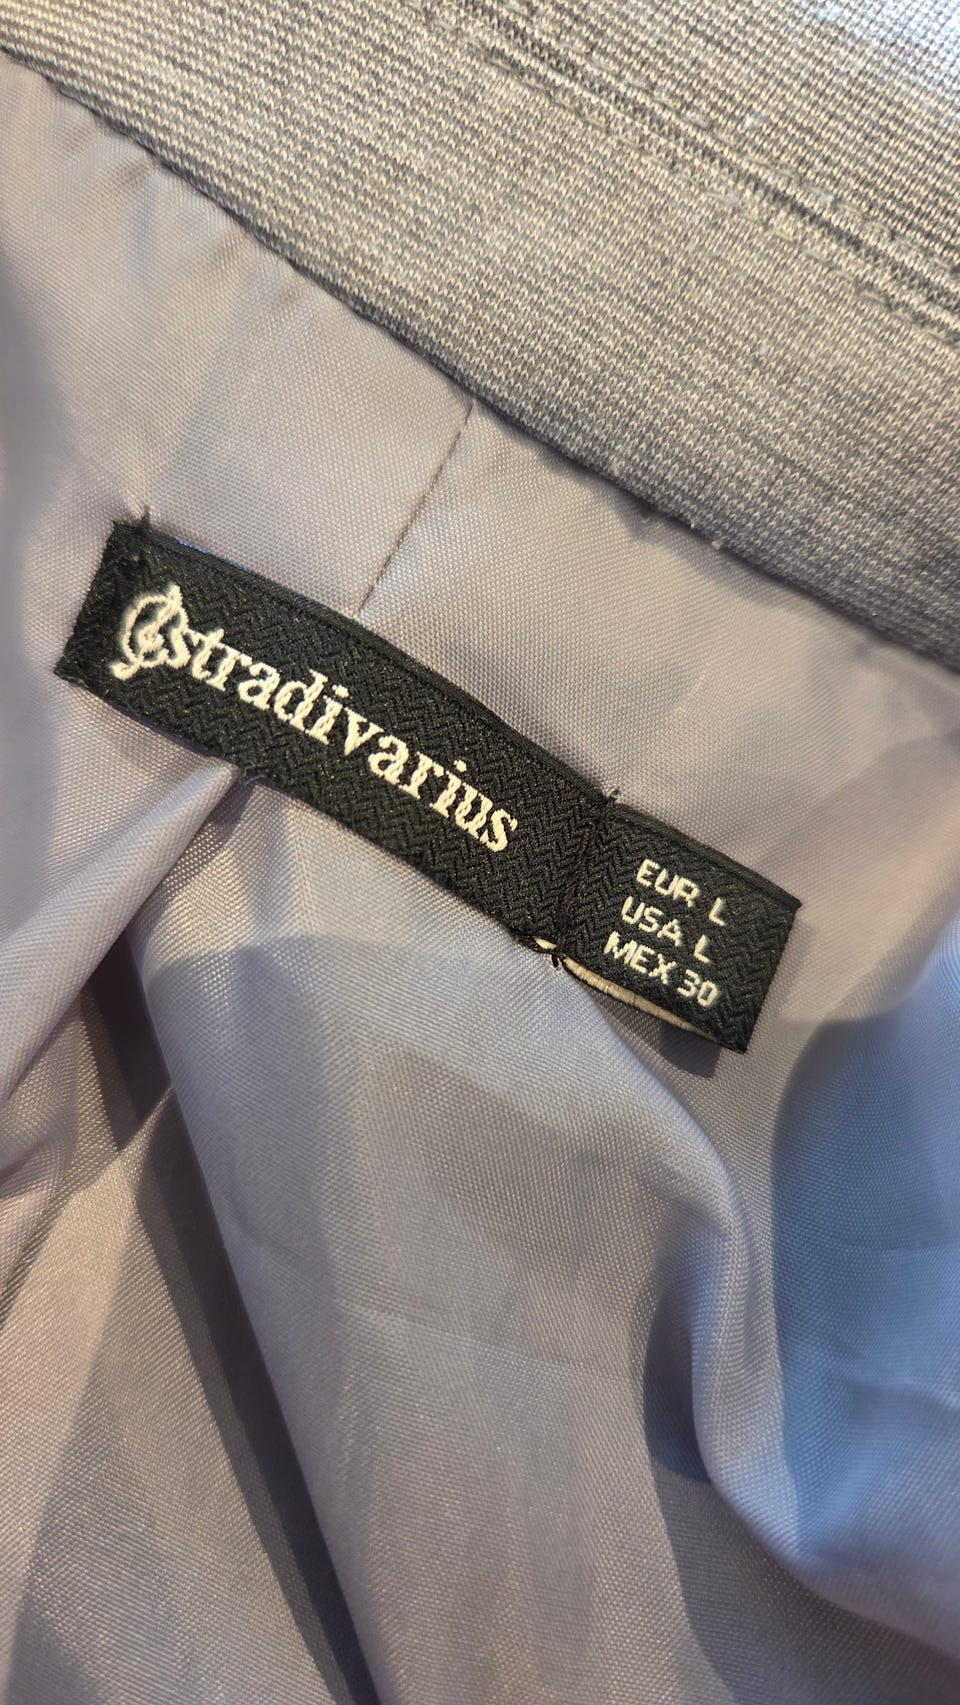 stradivarius
EUR L
USA L
MEX 30